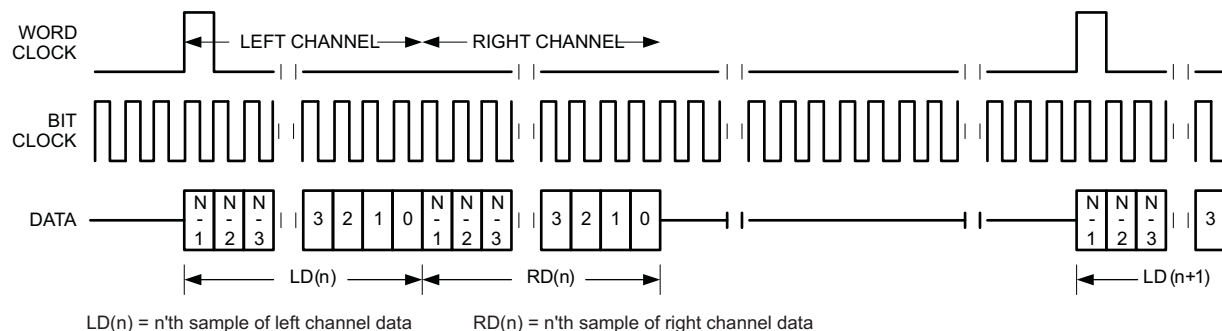 WORD
CLOCK
LEFT CHANNEL
RIGHT CHANNEL
BIT
CLOCK
DATA
N-1 N-2 N-3 3 2 1 0 N-1 N-2 N-3 3 2 1 0 N-1 N-2 N-3 3
LD(n)
RD(n)
LD(n+1)
LD(n) = n'th sample of left channel data
RD(n) = n'th sample of right channel data